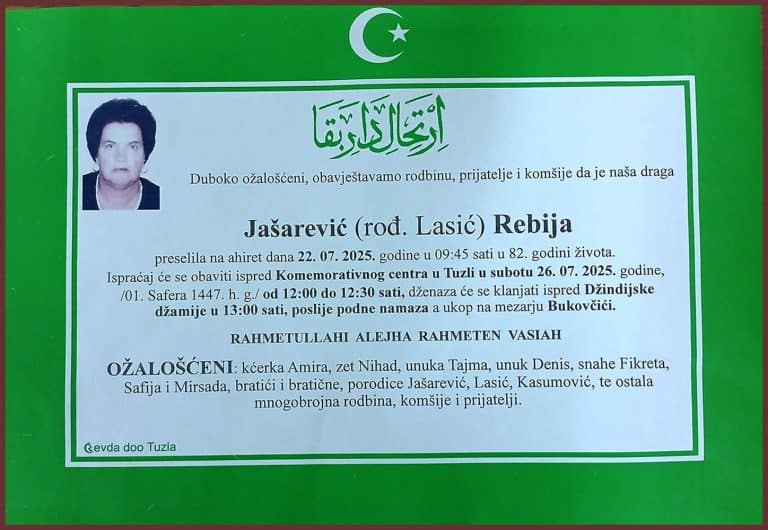 اِرْتِحَالِ دَارِ بَقَا
Duboko ožalošćeni, obavještavamo rodbinu, prijatelje i komšije da je naša draga
Jašarević (rođ. Lasić) Rebija
preselila na ahiret dana 22. 07. 2025. godine u 09:45 sati u 82. godini života.
Ispraćaj će se obaviti ispred Komemorativnog centra u Tuzli u subotu 26. 07. 2025. godine,
/01. Safera 1447. h. g./ od 12:00 do 12:30 sati, dženaza će se klanjati ispred Džindijske
džamije u 13:00 sati, poslije podne namaza a ukop na mezarju Bukovčići.
RAHMETULLAHI ALEJHA RAHMETEN VASIAH
OŽALOŠĆENI: kćerka Amira, zet Nihad, unuka Tajma, unuk Denis, snahe Fikreta,
Safija i Mirsada, bratići i bratične, porodice Jašarević, Lasić, Kasumović, te ostala
mnogobrojna rodbina, komšije i prijatelji.
evda doo Tuzla